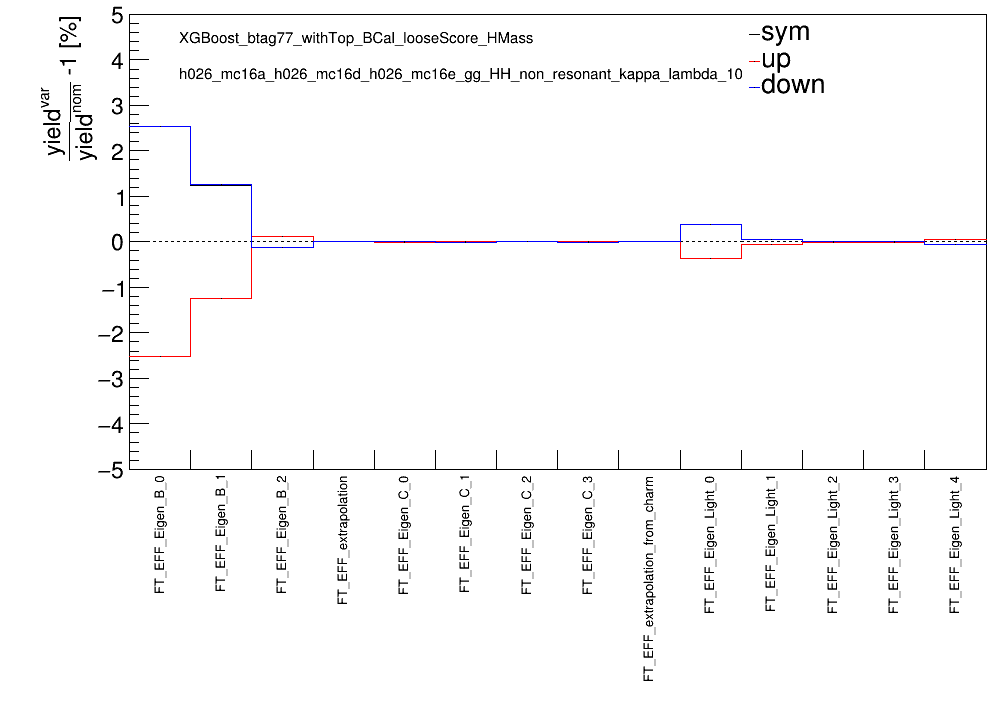 yield^var / yield^nom -1 [%]
XGBoost_btag77_withTop_BCal_looseScore_HMass
h026_mc16a_h026_mc16d_h026_mc16e_gg_HH_non_resonant_kappa_lambda_10
sym
up
down
5
4
3
2
1
0
−1
−2
−3
−4
−5
FT_EFF_Eigen_B_0
FT_EFF_Eigen_B_1
FT_EFF_Eigen_B_2
FT_EFF_extrapolation
FT_EFF_Eigen_C_0
FT_EFF_Eigen_C_1
FT_EFF_Eigen_C_2
FT_EFF_Eigen_C_3
FT_EFF_extrapolation_from_charm
FT_EFF_Eigen_Light_0
FT_EFF_Eigen_Light_1
FT_EFF_Eigen_Light_2
FT_EFF_Eigen_Light_3
FT_EFF_Eigen_Light_4